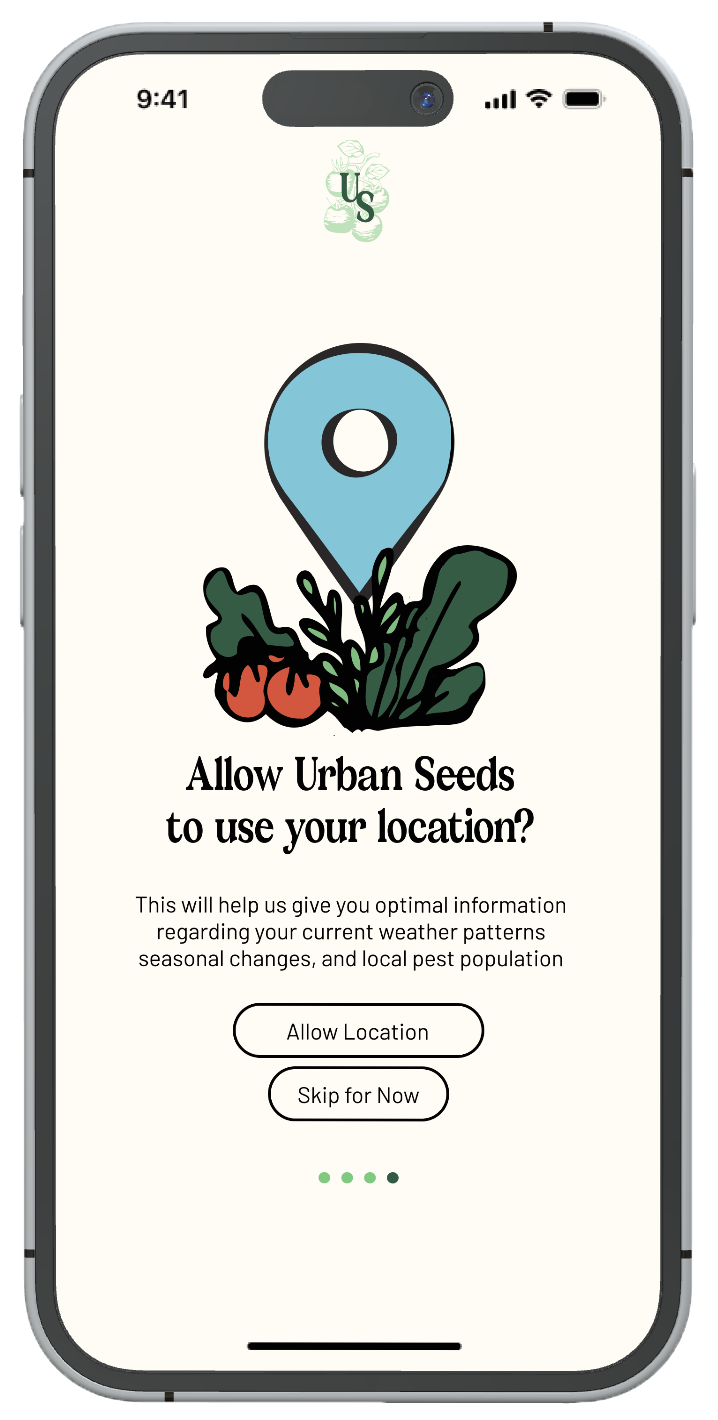 9:41
US
Allow Urban Seeds
to use your location?
This will help us give you optimal information
regarding your current weather patterns
seasonal changes, and local pest population
Allow Location
Skip for Now